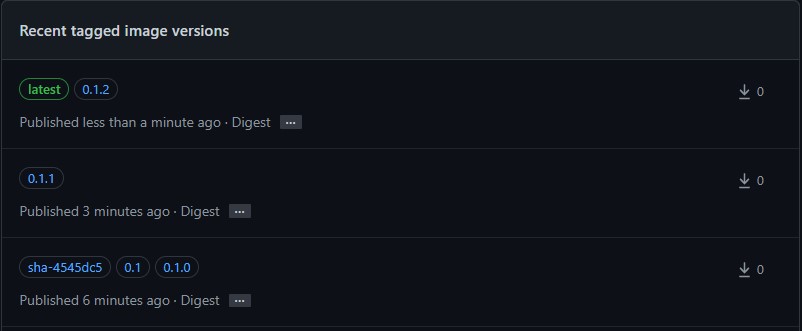 Recent tagged image versions
latest 0.1.2
0
Published less than a minute ago · Digest ...
0.1.1
0
Published 3 minutes ago · Digest ...
sha-4545dc5 0.1 0.1.0
0
Published 6 minutes ago · Digest ...